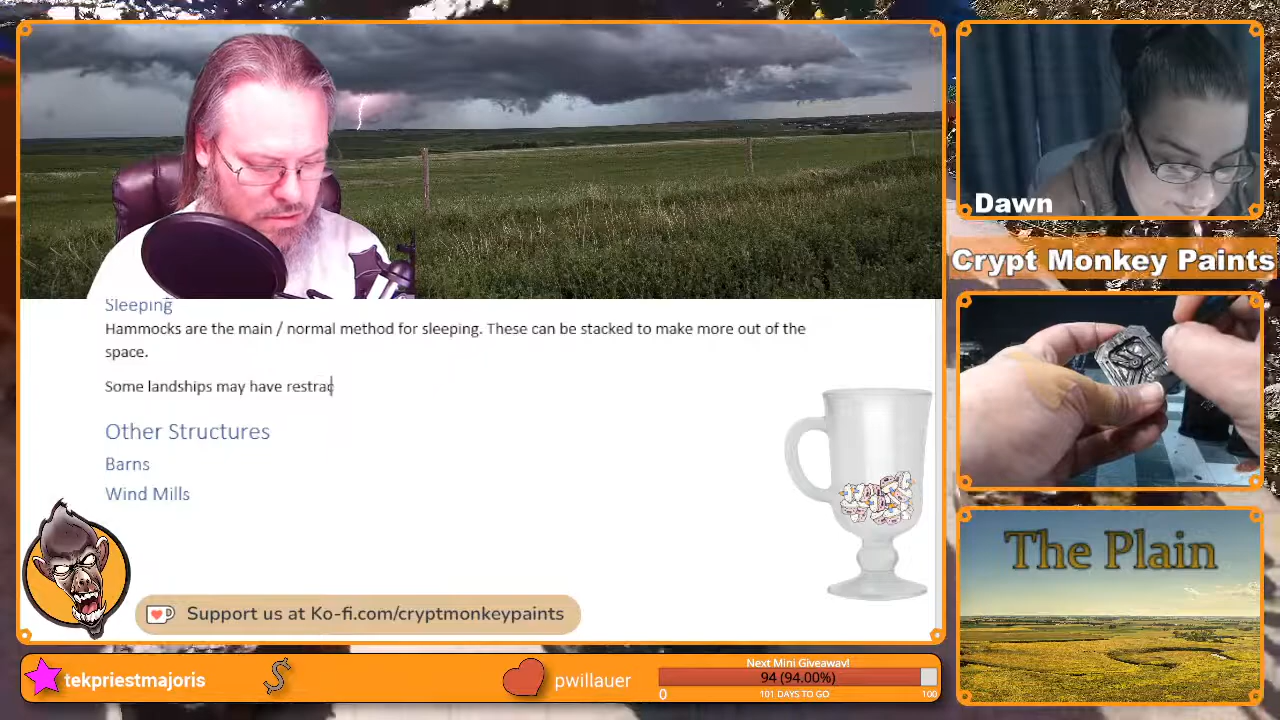 Sleeping
Hammocks are the main / normal method for sleeping. These can be stacked to make more out of the
space.
Some landships may have restrac
Other Structures
Barns
Wind Mills
Support us at Ko-fi.com/cryptmonkeypaints
Dawn
Crypt Monkey Paints
The Plain
tekpriestmajoris
pwillauer
Next Mini Giveaway!
94 (94.00%)
0
101 DAYS TO GO
100